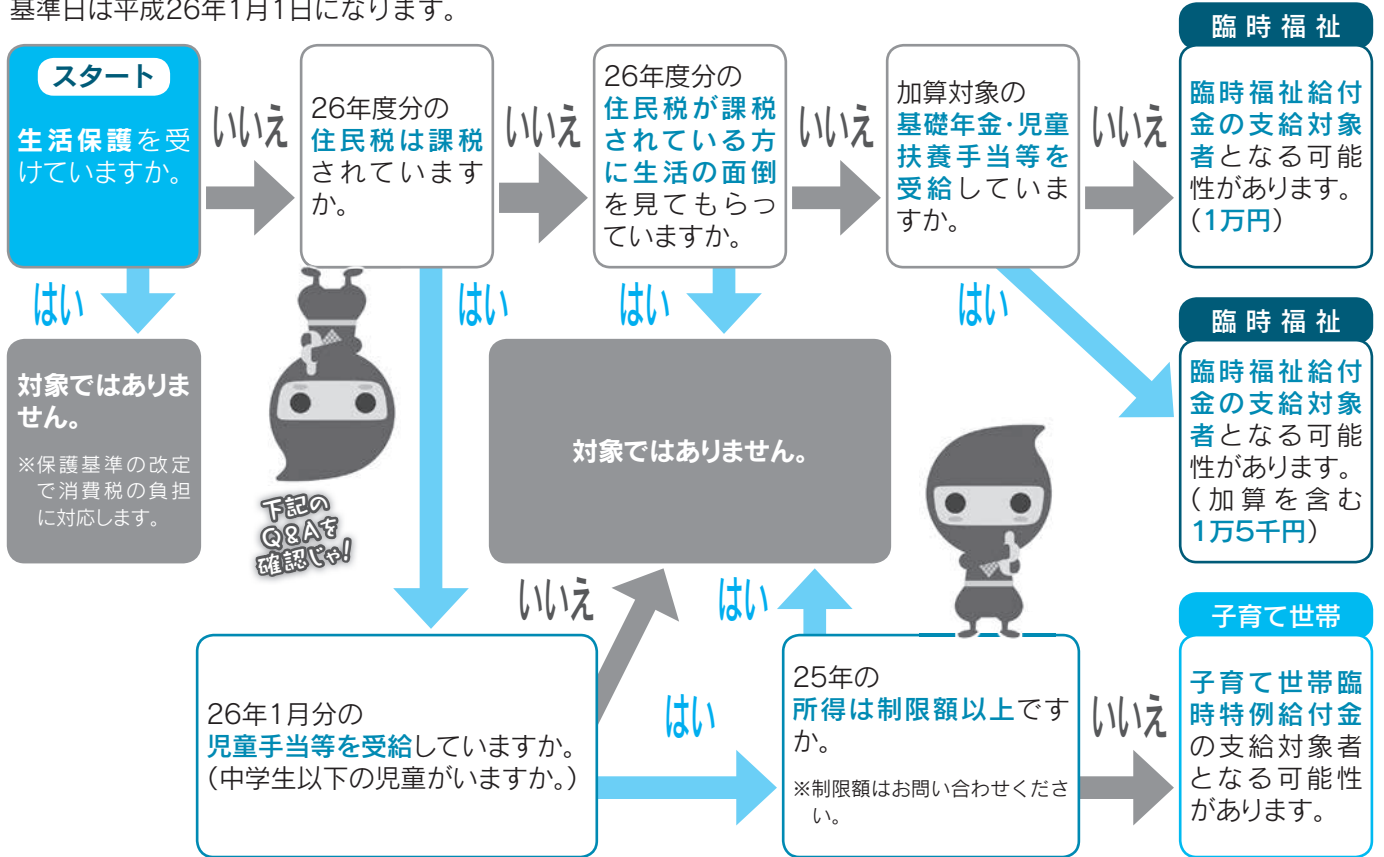 基準日は平成26年1月1日になります。
スタート
生活保護を受
けていますか。
いいえ
はい
対象ではありま
せん。
※保護基準の改定
で消費税の負担
に対応します。
26年度分の
住民税は課税
されています
か。
いいえ
はい
26年度分の
住民税が課税
されている方
に生活の面倒
を見てもらっ
ていますか。
いいえ
はい
対象ではありません。
加算対象の
基礎年金・児童
扶養手当等を
受給していま
すか。
いいえ
はい
臨時福祉
臨時福祉給付
金の支給対象
者となる可能
性があります。
(1万円)
臨時福祉
臨時福祉給付
金の支給対象
者となる可能
性があります。
(加算を含む
1万5千円)
下記の
Q&Aを
確認じゃ!
26年1月分の
児童手当等を受給していますか。
(中学生以下の児童がいますか。)
いいえ
はい
25年の
所得は制限額以上です
か。
※制限額はお問い合わせくださ
い。
はい
いいえ
子育て世帯
子育て世帯臨
時特例給付金
の支給対象者
となる可能性
があります。